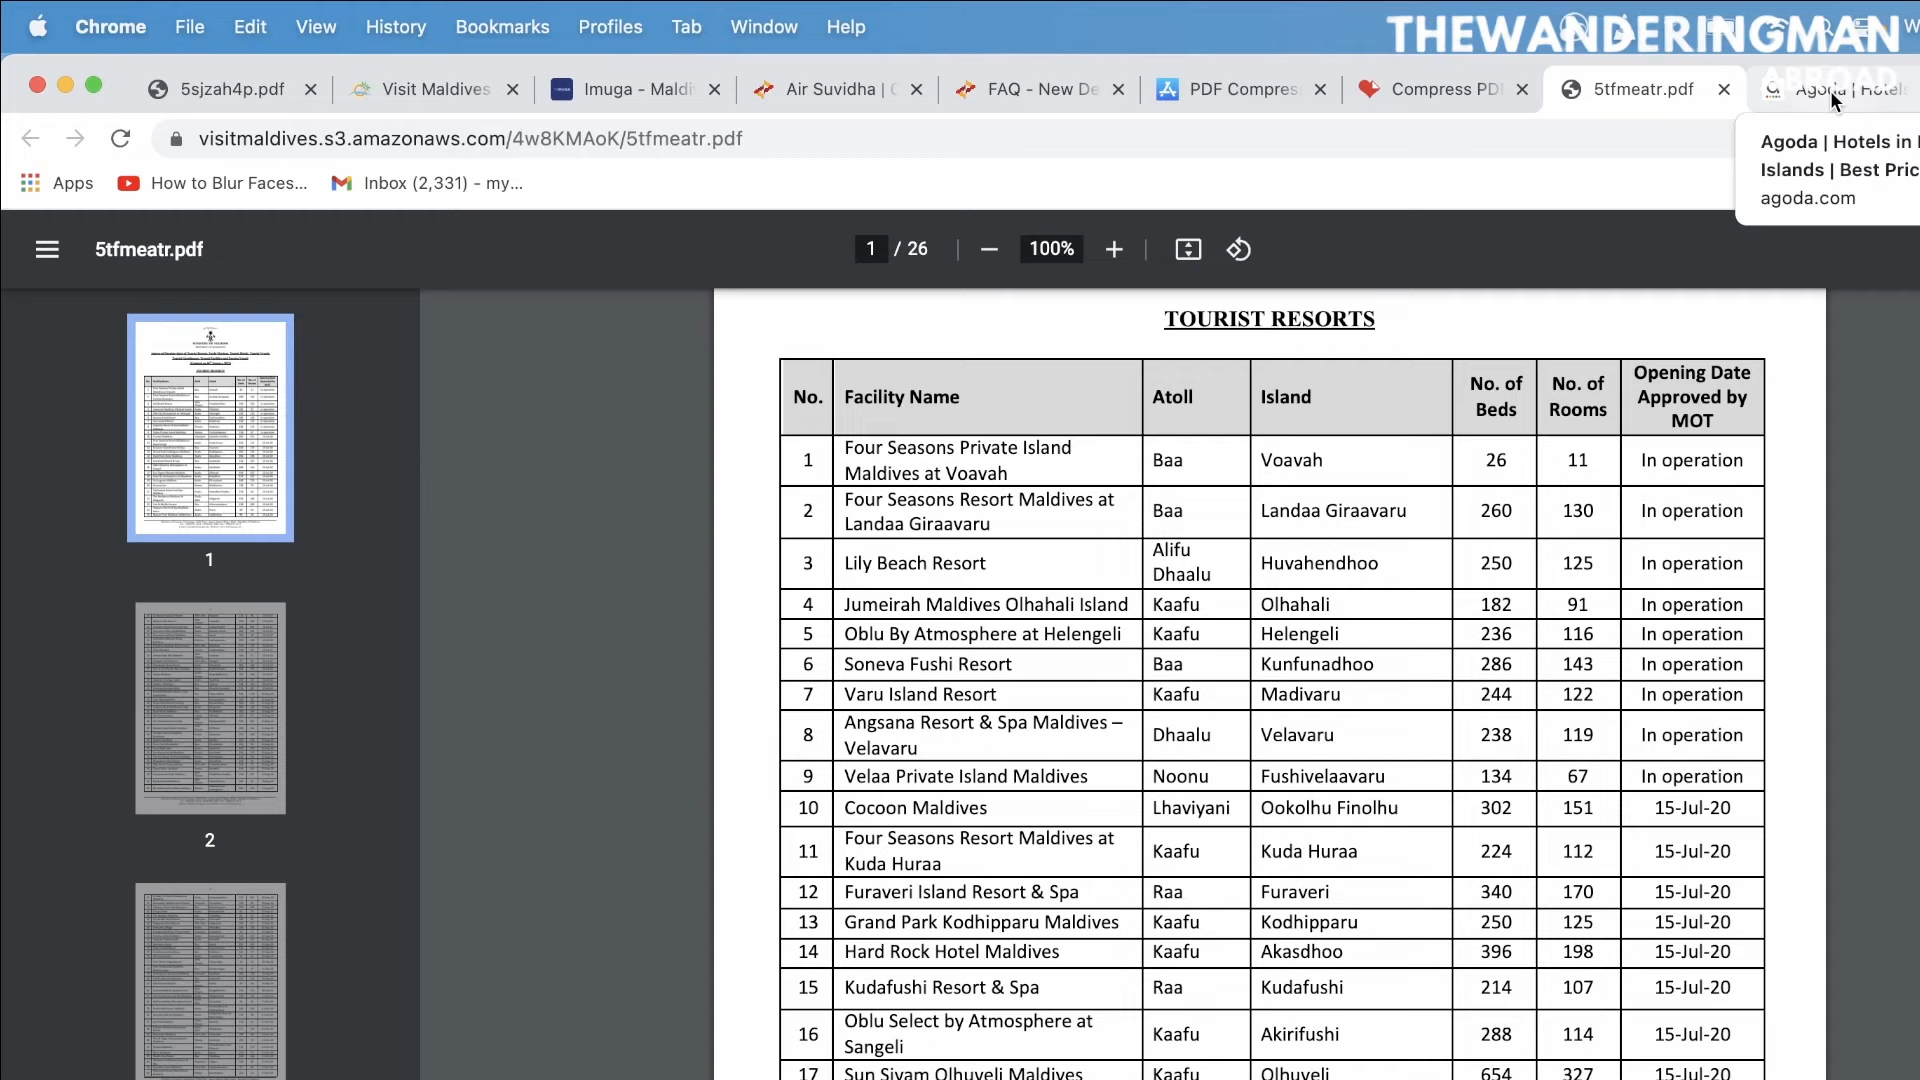 Chrome File Edit View History Bookmarks Profiles Tab Window Help
THEWANDERINGMAN
ABROAD
5sjzah4p.pdf Visit Maldives Imuga - Maldi Air Suvidha | FAQ - New De PDF Compres Compress PD 5tfmeatr.pdf Agoda | Hotels
visitmaldives.s3.amazonaws.com/4w8KMAoK/5tfmeatr.pdf
Agoda | Hotels in
Islands | Best Pric
agoda.com
Apps How to Blur Faces... Inbox (2,331) - my...
5tfmeatr.pdf 1 / 26 100%
1
2
TOURIST RESORTS
No. Facility Name Atoll Island No. of Beds No. of Rooms Opening Date Approved by MOT
1 Four Seasons Private Island Maldives at Voavah Baa Voavah 26 11 In operation
2 Four Seasons Resort Maldives at Landaa Giraavaru Baa Landaa Giraavaru 260 130 In operation
3 Lily Beach Resort Alifu Dhaalu Huvahendhoo 250 125 In operation
4 Jumeirah Maldives Olhahali Island Kaafu Olhahali 182 91 In operation
5 Oblu By Atmosphere at Helengeli Kaafu Helengeli 236 116 In operation
6 Soneva Fushi Resort Baa Kunfunadhoo 286 143 In operation
7 Varu Island Resort Kaafu Madivaru 244 122 In operation
8 Angsana Resort & Spa Maldives – Velavaru Dhaalu Velavaru 238 119 In operation
9 Velaa Private Island Maldives Noonu Fushivelaavaru 134 67 In operation
10 Cocoon Maldives Lhaviyani Ookolhu Finolhu 302 151 15-Jul-20
11 Four Seasons Resort Maldives at Kuda Huraa Kaafu Kuda Huraa 224 112 15-Jul-20
12 Furaveri Island Resort & Spa Raa Furaveri 340 170 15-Jul-20
13 Grand Park Kodhipparu Maldives Kaafu Kodhipparu 250 125 15-Jul-20
14 Hard Rock Hotel Maldives Kaafu Akasdhoo 396 198 15-Jul-20
15 Kudafushi Resort & Spa Raa Kudafushi 214 107 15-Jul-20
16 Oblu Select by Atmosphere at Sangeli Kaafu Akirifushi 288 114 15-Jul-20
17 Sun Siyam Olhuveli Maldives Kaafu Olhuveli 654 327 15-Jul-20